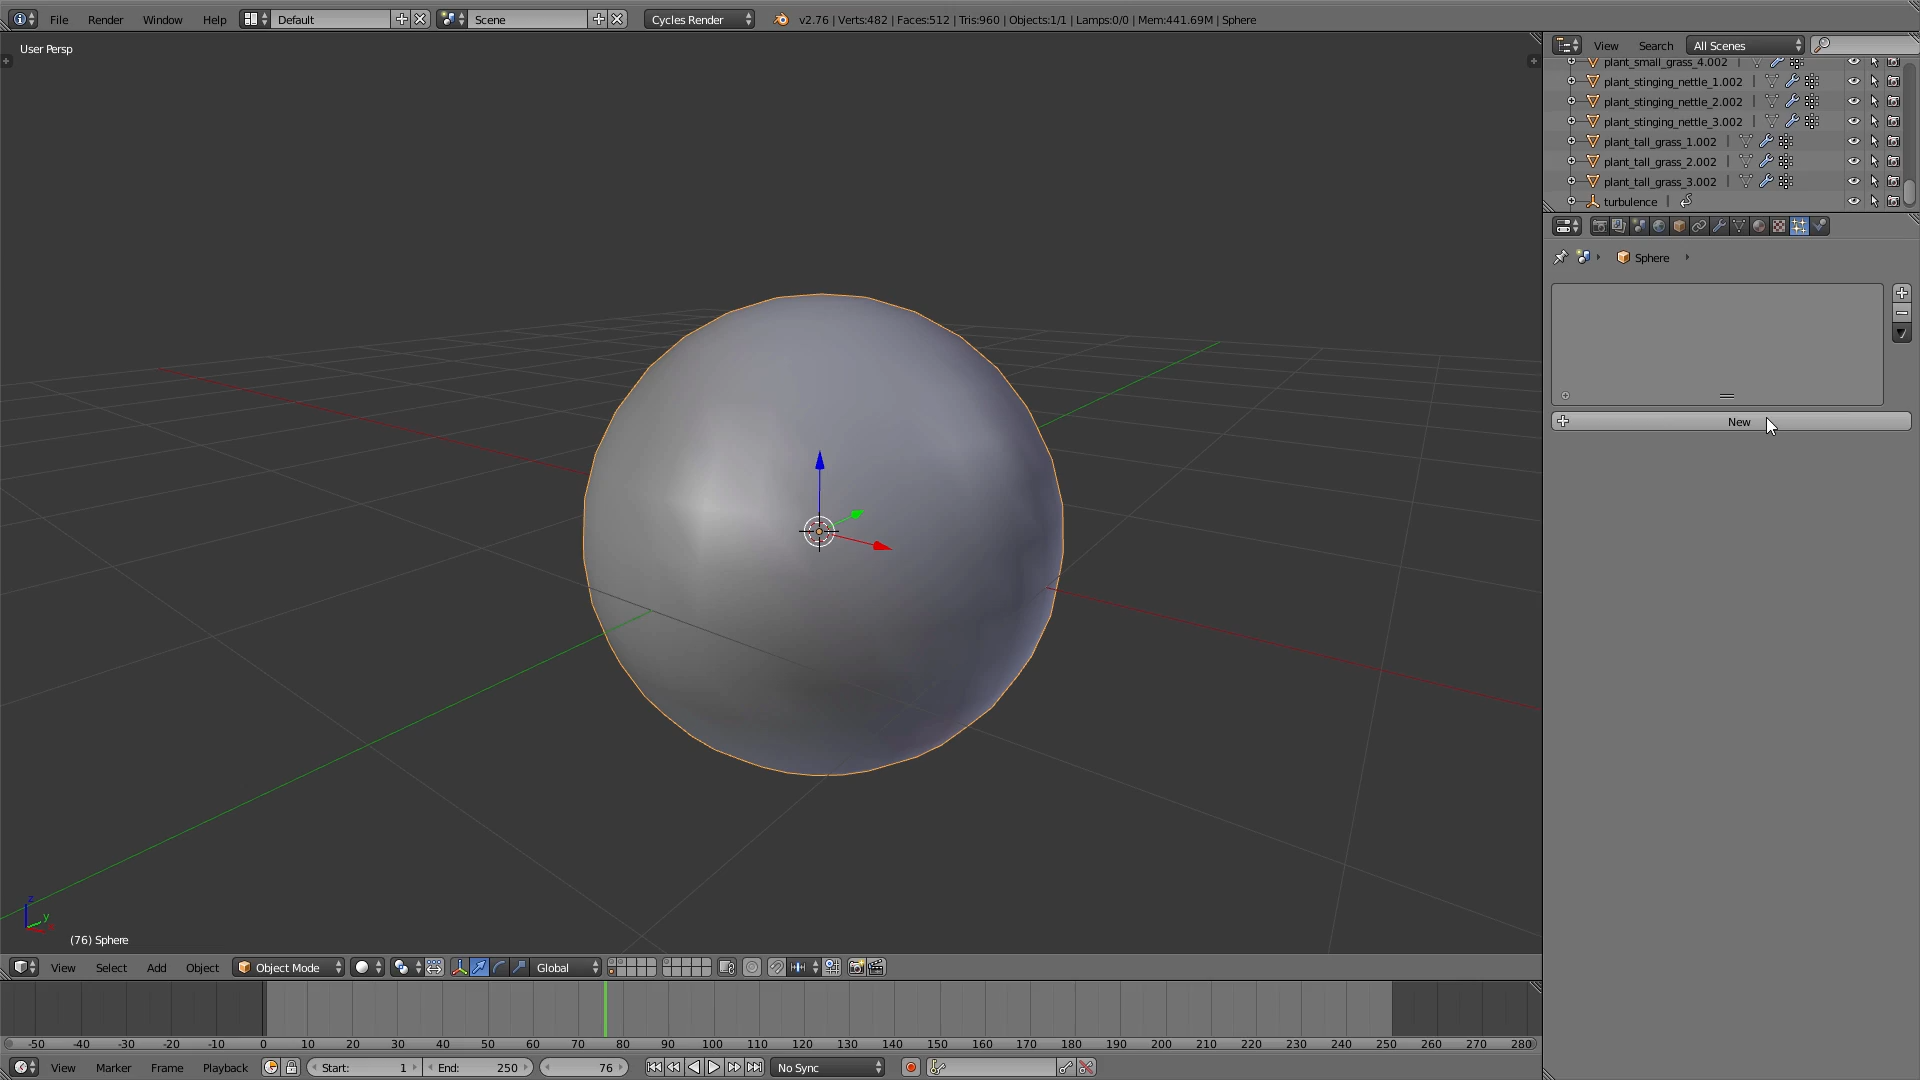 File Render Window Help Default Scene Cycles Render v2.76 | Verts:482 | Faces:512 | Tris:960 | Objects:1/1 | Lamps:0/0 | Mem:441.69M | Sphere
User Persp
View Search All Scenes
plant_small_grass_4.002
plant_stinging_nettle_1.002
plant_stinging_nettle_2.002
plant_stinging_nettle_3.002
plant_tall_grass_1.002
plant_tall_grass_2.002
plant_tall_grass_3.002
turbulence
Sphere
New
z
y
(76) Sphere
View Select Add Object Object Mode Global
-50 -40 -30 -20 -10 0 10 20 30 40 50 60 70 80 90 100 110 120 130 140 150 160 170 180 190 200 210 220 230 240 250 260 270 280
View Marker Frame Playback Start: 1 End: 250 76 No Sync